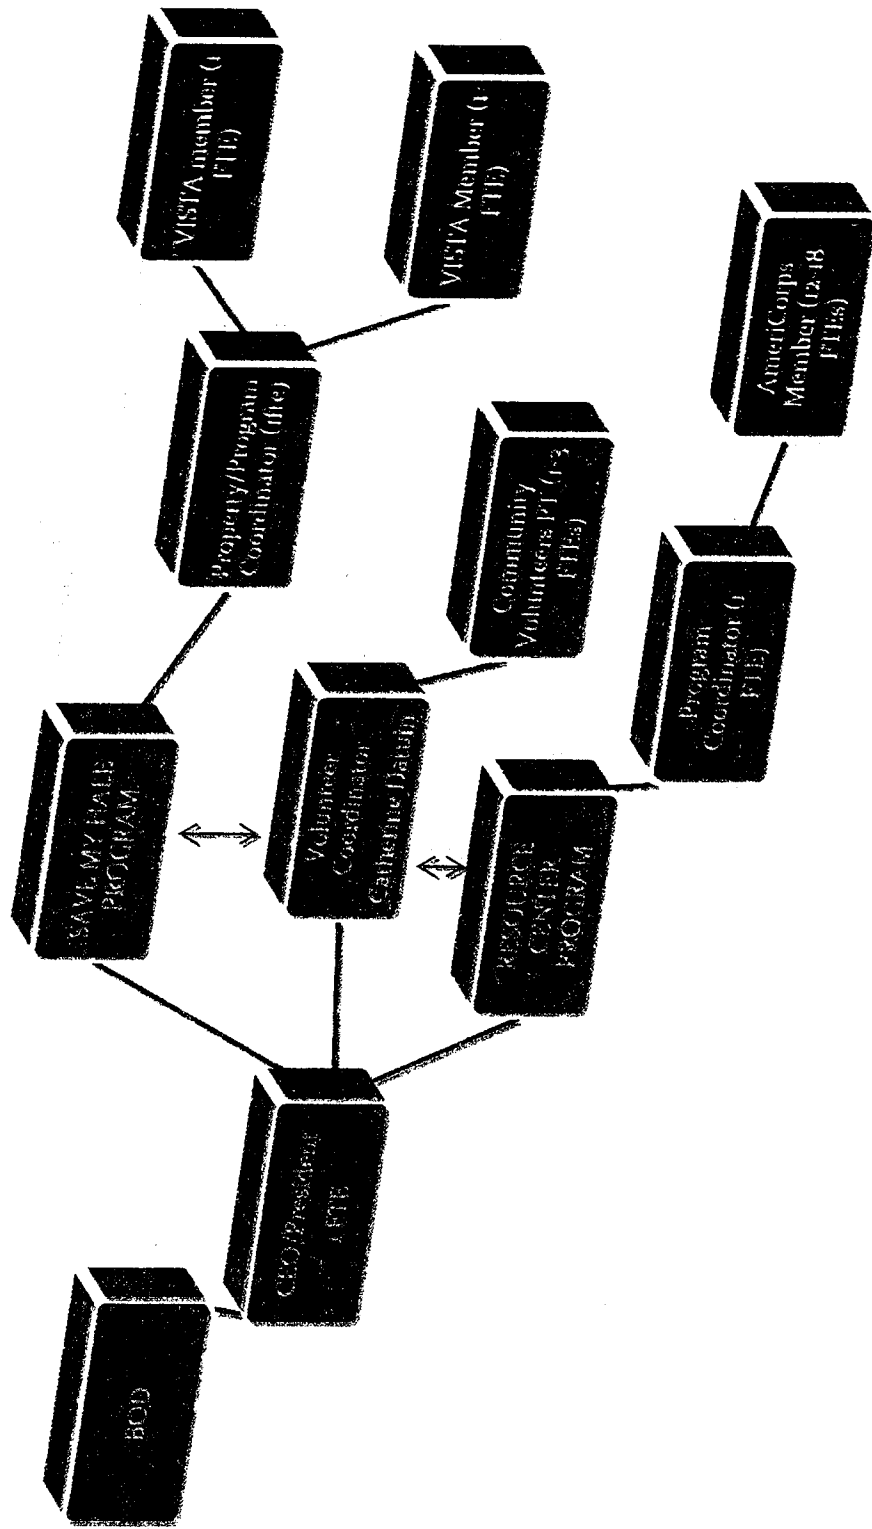 BOD
CEO/President
1 FTE
SAVE MY HALE
PROGRAM
Volunteer
Coordinator
Catherine
RESOURCE
CENTER
PROGRAM
Property/Program
Coordinator (1fte)
Community
Volunteers PT (1-3
FTEs)
Program
Coordinator (1
FTE)
VISTA member (1
FTE)
VISTA Member (1
FTE)
AmeriCorps
Member (12-18
FTEs)